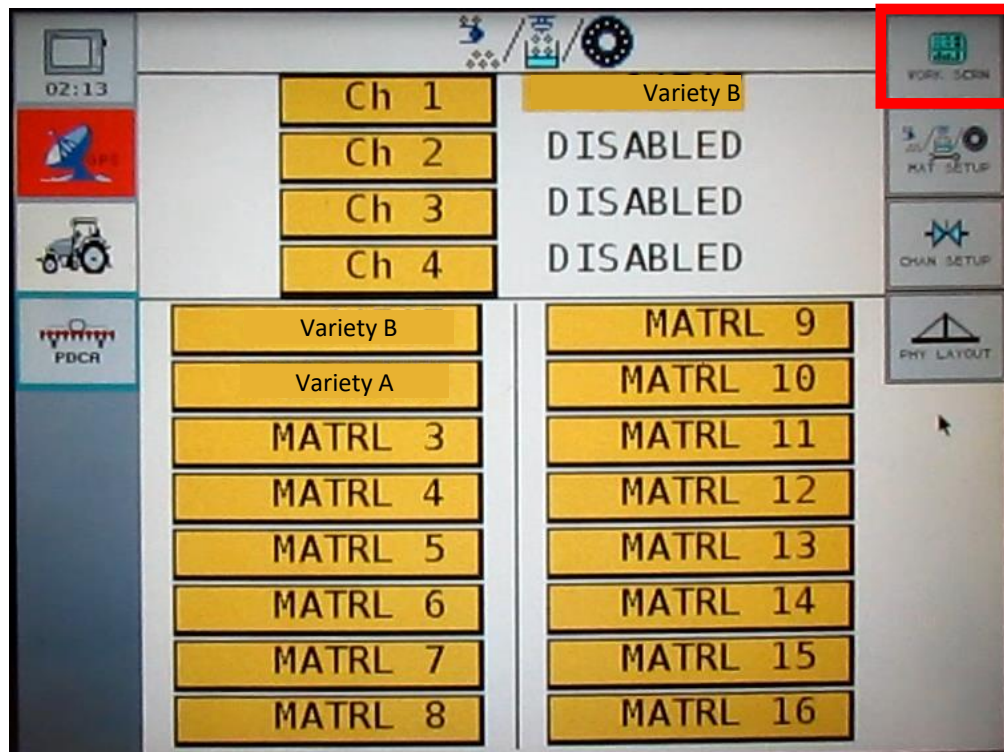 02:13
GPS
PDCA
Ch 1
Variety B
Ch 2
DISABLED
Ch 3
DISABLED
Ch 4
DISABLED
Variety B
MATRL 9
Variety A
MATRL 10
MATRL 3
MATRL 11
MATRL 4
MATRL 12
MATRL 5
MATRL 13
MATRL 6
MATRL 14
MATRL 7
MATRL 15
MATRL 8
MATRL 16
WORK SCRN
MAT SETUP
CHAN SETUP
PHY LAYOUT